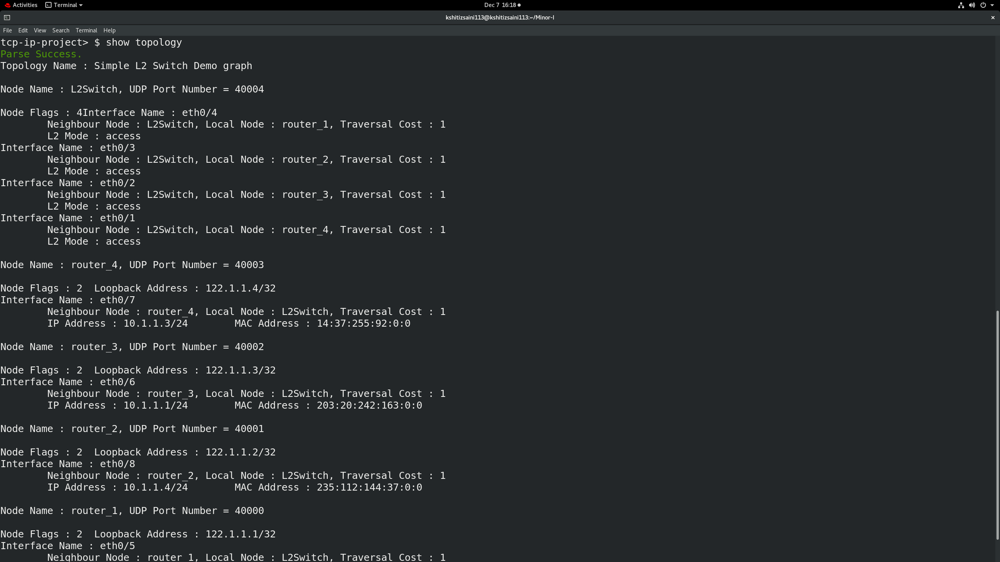 Activities Terminal Dec 7 16:18
kshitizsaini113@kshitizsaini113:~/Minor-I
File Edit View Search Terminal Help
tcp-ip-project> $ show topology
Parse Success.
Topology Name : Simple L2 Switch Demo graph
Node Name : L2Switch, UDP Port Number = 40004
Node Flags : 4Interface Name : eth0/4
Neighbour Node : L2Switch, Local Node : router_1, Traversal Cost : 1
L2 Mode : access
Interface Name : eth0/3
Neighbour Node : L2Switch, Local Node : router_2, Traversal Cost : 1
L2 Mode : access
Interface Name : eth0/2
Neighbour Node : L2Switch, Local Node : router_3, Traversal Cost : 1
L2 Mode : access
Interface Name : eth0/1
Neighbour Node : L2Switch, Local Node : router_4, Traversal Cost : 1
L2 Mode : access
Node Name : router_4, UDP Port Number = 40003
Node Flags : 2  Loopback Address : 122.1.1.4/32
Interface Name : eth0/7
Neighbour Node : router_4, Local Node : L2Switch, Traversal Cost : 1
IP Address : 10.1.1.3/24        MAC Address : 14:37:255:92:0:0
Node Name : router_3, UDP Port Number = 40002
Node Flags : 2  Loopback Address : 122.1.1.3/32
Interface Name : eth0/6
Neighbour Node : router_3, Local Node : L2Switch, Traversal Cost : 1
IP Address : 10.1.1.1/24        MAC Address : 203:20:242:163:0:0
Node Name : router_2, UDP Port Number = 40001
Node Flags : 2  Loopback Address : 122.1.1.2/32
Interface Name : eth0/8
Neighbour Node : router_2, Local Node : L2Switch, Traversal Cost : 1
IP Address : 10.1.1.4/24        MAC Address : 235:112:144:37:0:0
Node Name : router_1, UDP Port Number = 40000
Node Flags : 2  Loopback Address : 122.1.1.1/32
Interface Name : eth0/5
Neighbour Node : router_1, Local Node : L2Switch, Traversal Cost : 1